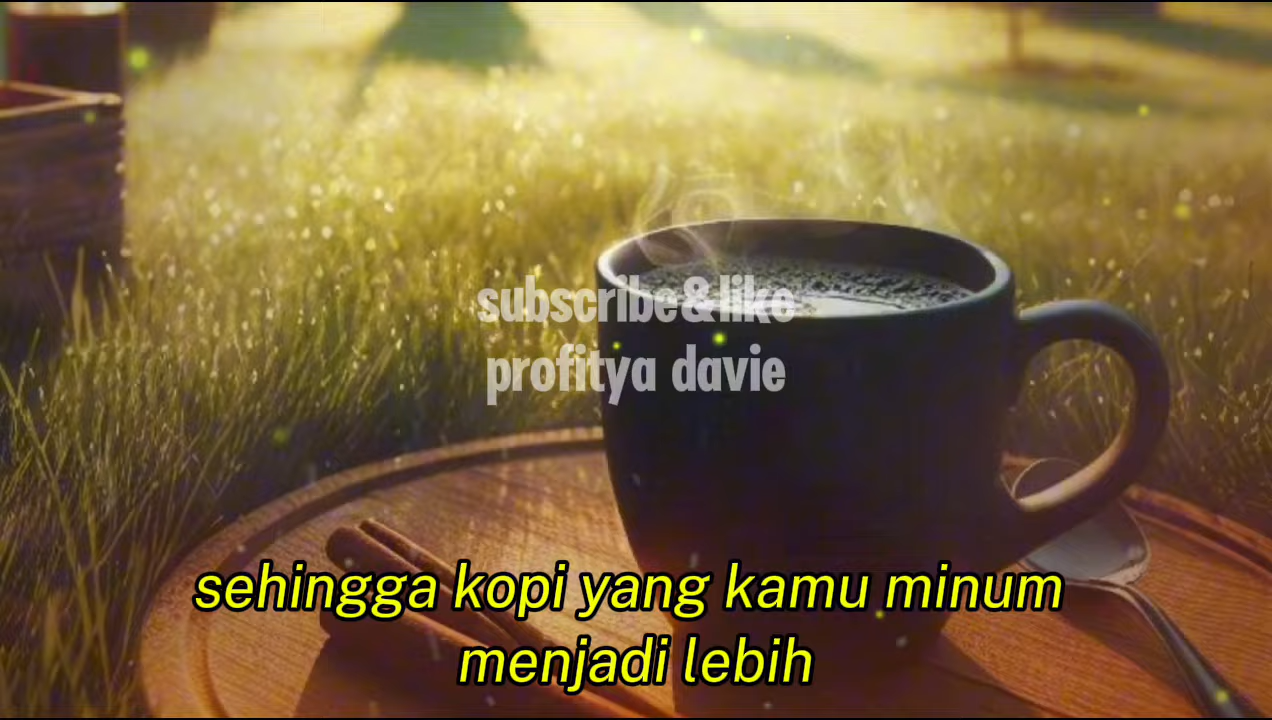 subscribe&like
profitya davie
sehingga kopi yang kamu minum
menjadi lebih